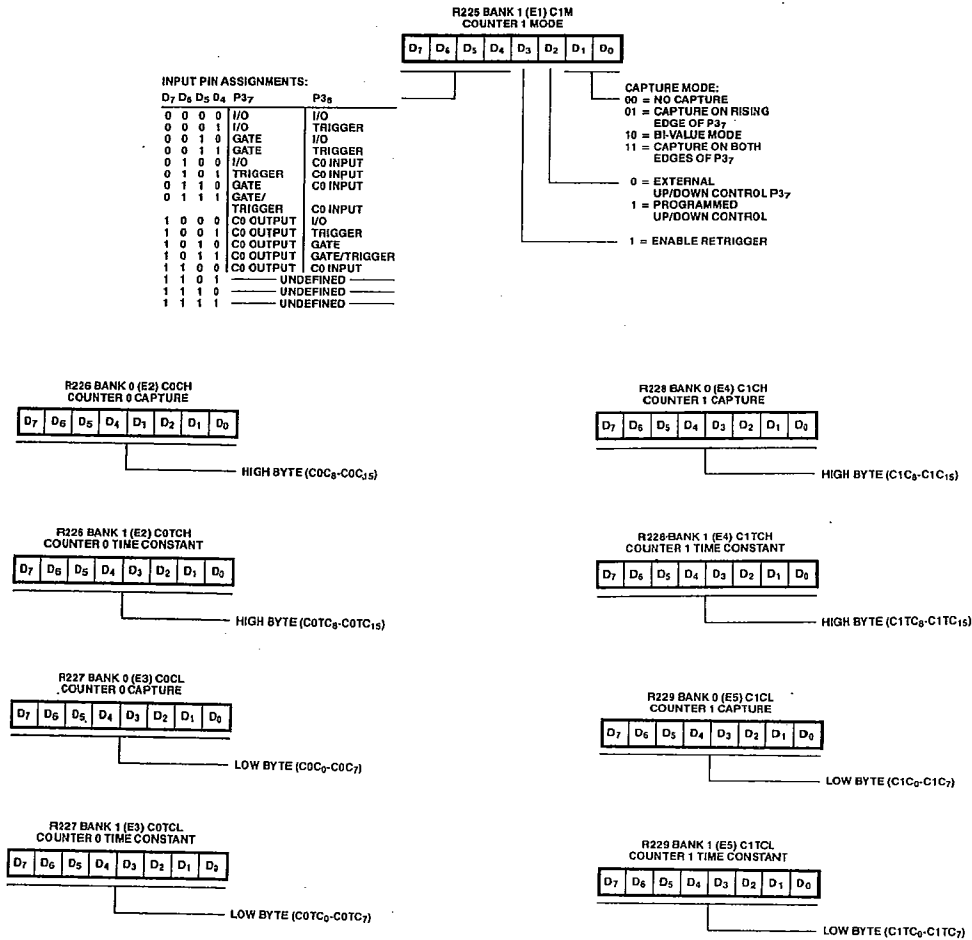 R225 BANK 1 (E1) C1M
COUNTER 1 MODE
D7 D6 D5 D4 D3 D2 D1 D0
INPUT PIN ASSIGNMENTS:
D7 D6 D5 D4 P37 P36
0 0 0 0 I/O I/O
0 0 0 1 I/O TRIGGER
0 0 1 0 GATE I/O
0 0 1 1 GATE TRIGGER
0 1 0 0 I/O C0 INPUT
0 1 0 1 TRIGGER C0 INPUT
0 1 1 0 GATE C0 INPUT
0 1 1 1 GATE/
TRIGGER C0 INPUT
1 0 0 0 C0 OUTPUT I/O
1 0 0 1 C0 OUTPUT TRIGGER
1 0 1 0 C0 OUTPUT GATE
1 0 1 1 C0 OUTPUT GATE/TRIGGER
1 1 0 0 C0 OUTPUT C0 INPUT
1 1 0 1 UNDEFINED
1 1 1 0 UNDEFINED
1 1 1 1 UNDEFINED
CAPTURE MODE:
00 = NO CAPTURE
01 = CAPTURE ON RISING
EDGE OF P37
10 = BI-VALUE MODE
11 = CAPTURE ON BOTH
EDGES OF P37
0 = EXTERNAL
UP/DOWN CONTROL P37
1 = PROGRAMMED
UP/DOWN CONTROL
1 = ENABLE RETRIGGER
R226 BANK 0 (E2) C0CH
COUNTER 0 CAPTURE
D7 D6 D5 D4 D1 D2 D1 D0
HIGH BYTE (C0C8-C0C15)
R228 BANK 0 (E4) C1CH
COUNTER 1 CAPTURE
D7 D6 D5 D4 D3 D2 D1 D0
HIGH BYTE (C1C8-C1C15)
R226 BANK 1 (E2) C0TCH
COUNTER 0 TIME CONSTANT
D7 D6 D5 D4 D3 D2 D1 D0
HIGH BYTE (C0TC8-C0TC15)
R228 BANK 1 (E4) C1TCH
COUNTER 1 TIME CONSTANT
D7 D6 D5 D4 D3 D2 D1 D0
HIGH BYTE (C1TC8-C1TC15)
R227 BANK 0 (E3) C0CL
COUNTER 0 CAPTURE
D7 D6 D5 D4 D3 D2 D1 D0
LOW BYTE (C0C0-C0C7)
R229 BANK 0 (E5) C1CL
COUNTER 1 CAPTURE
D7 D6 D5 D4 D3 D2 D1 D0
LOW BYTE (C1C0-C1C7)
R227 BANK 1 (E3) C0TCL
COUNTER 0 TIME CONSTANT
D7 D6 D5 D4 D3 D2 D1 D0
LOW BYTE (C0TC0-C0TC7)
R229 BANK 1 (E5) C1TCL
COUNTER 1 TIME CONSTANT
D7 D6 D5 D4 D3 D2 D1 D0
LOW BYTE (C1TC0-C1TC7)